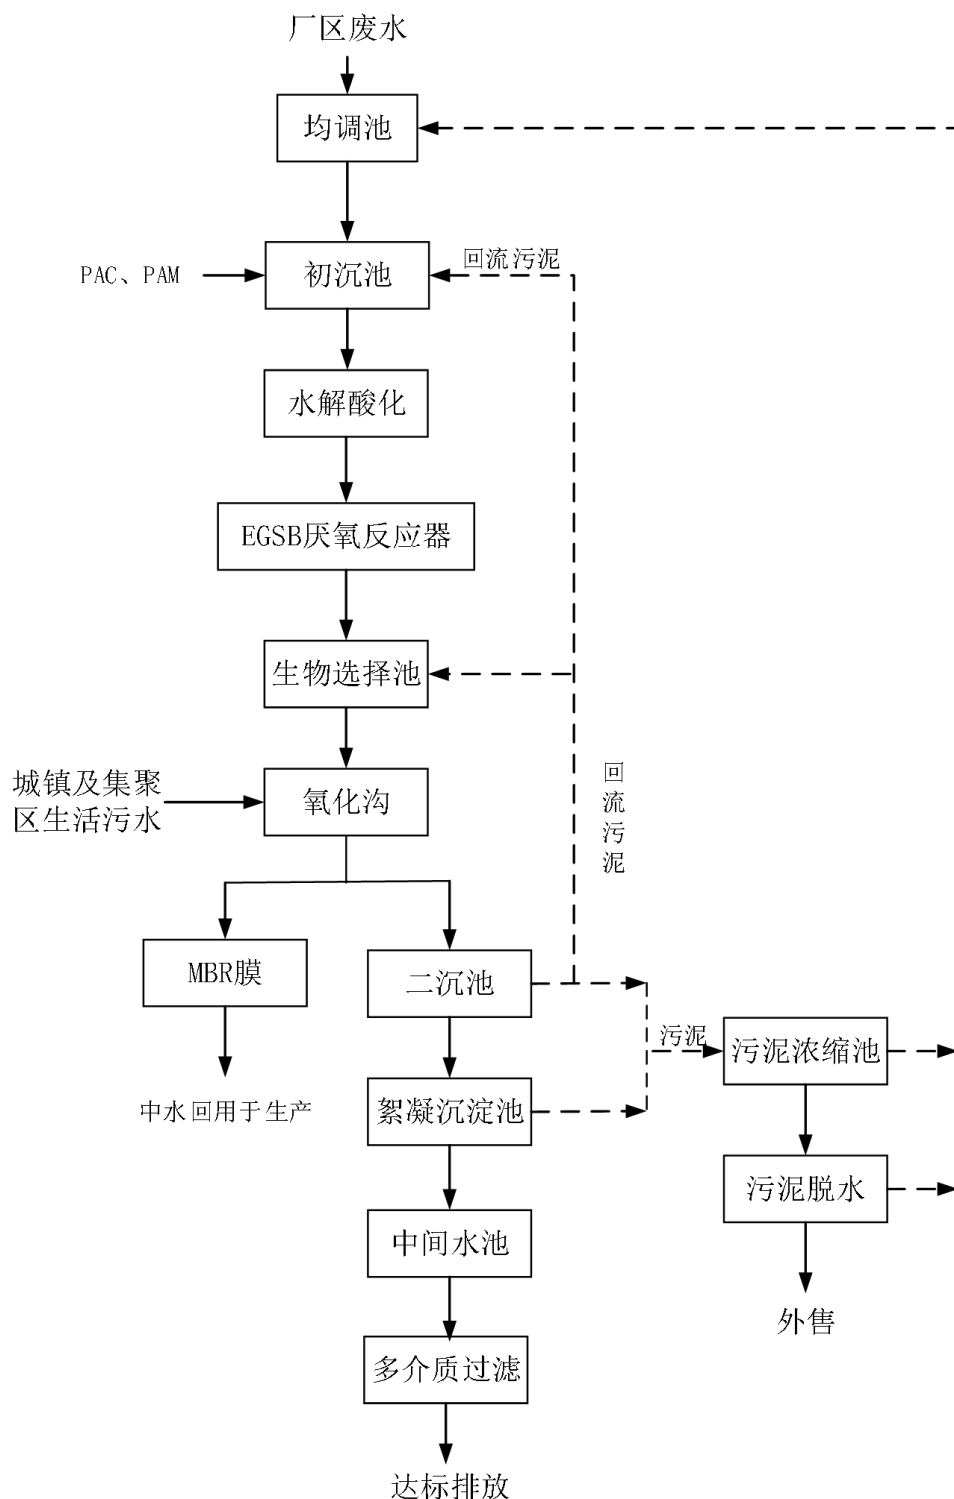 厂区废水
均调池
回流污泥
PAC、PAM
初沉池
水解酸化
EGSB厌氧反应器
生物选择池
城镇及集聚
区生活污水
氧化沟
回
流
污
泥
MBR膜
二沉池
污泥
污泥浓缩池
中水回用于生产
絮凝沉淀池
污泥脱水
中间水池
外售
多介质过滤
达标排放